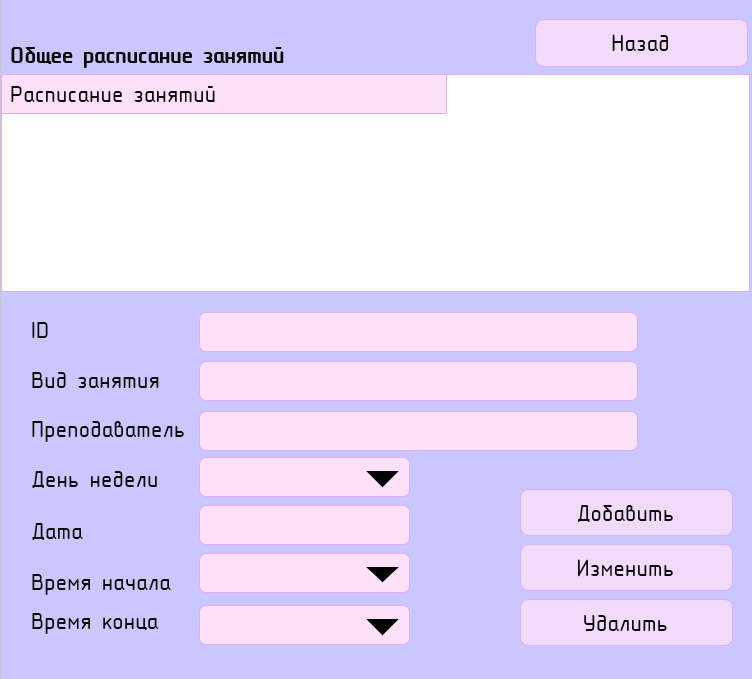 Назад
Общее расписание занятий
Расписание занятий
ID
Вид занятия
Преподаватель
День недели
Дата
Добавить
Время начала
Изменить
Время конца
Удалить